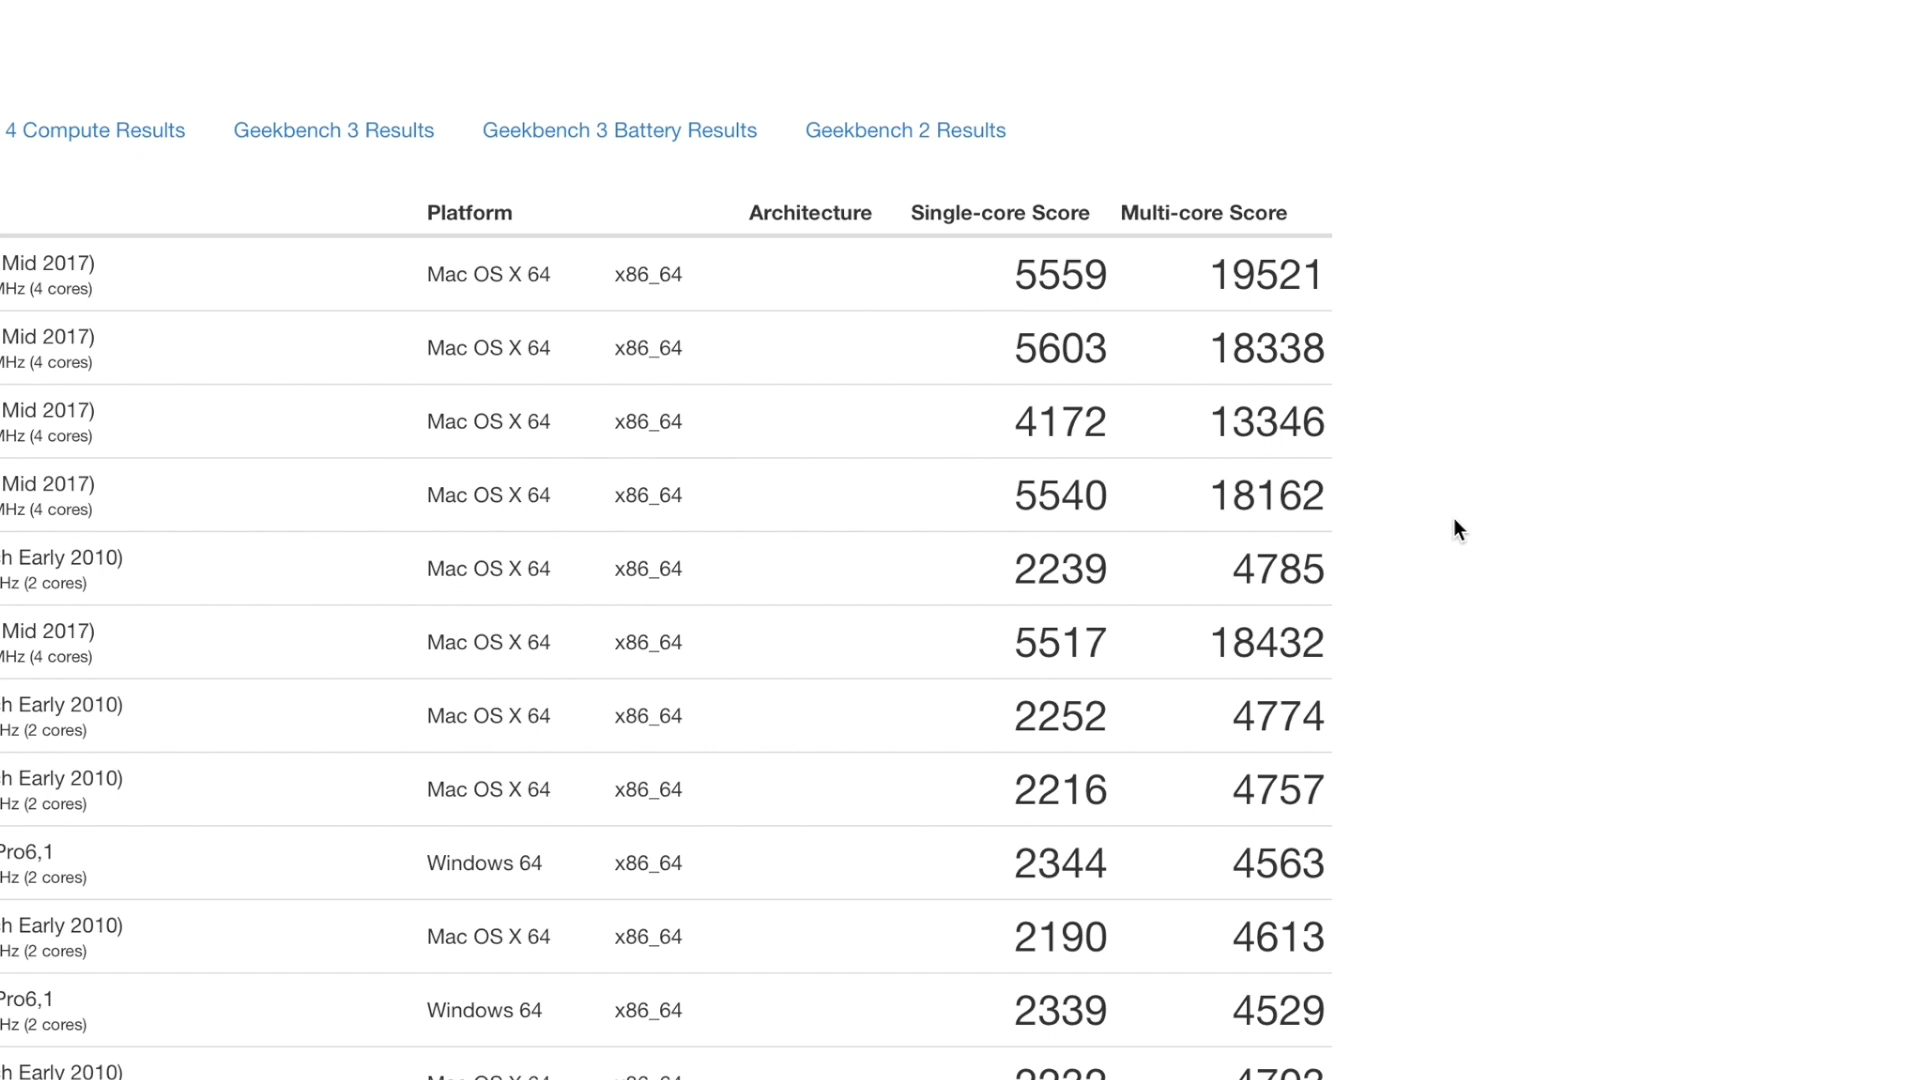 4 Compute Results Geekbench 3 Results Geekbench 3 Battery Results Geekbench 2 Results
Platform Architecture Single-core Score Multi-core Score
Mid 2017)
MHz (4 cores)
Mac OS X 64 x86_64 5559 19521
Mid 2017)
MHz (4 cores)
Mac OS X 64 x86_64 5603 18338
Mid 2017)
MHz (4 cores)
Mac OS X 64 x86_64 4172 13346
Mid 2017)
MHz (4 cores)
Mac OS X 64 x86_64 5540 18162
h Early 2010)
Hz (2 cores)
Mac OS X 64 x86_64 2239 4785
Mid 2017)
MHz (4 cores)
Mac OS X 64 x86_64 5517 18432
h Early 2010)
Hz (2 cores)
Mac OS X 64 x86_64 2252 4774
h Early 2010)
Hz (2 cores)
Mac OS X 64 x86_64 2216 4757
Pro6,1
Hz (2 cores)
Windows 64 x86_64 2344 4563
h Early 2010)
Hz (2 cores)
Mac OS X 64 x86_64 2190 4613
Pro6,1
Hz (2 cores)
Windows 64 x86_64 2339 4529
h Early 2010)